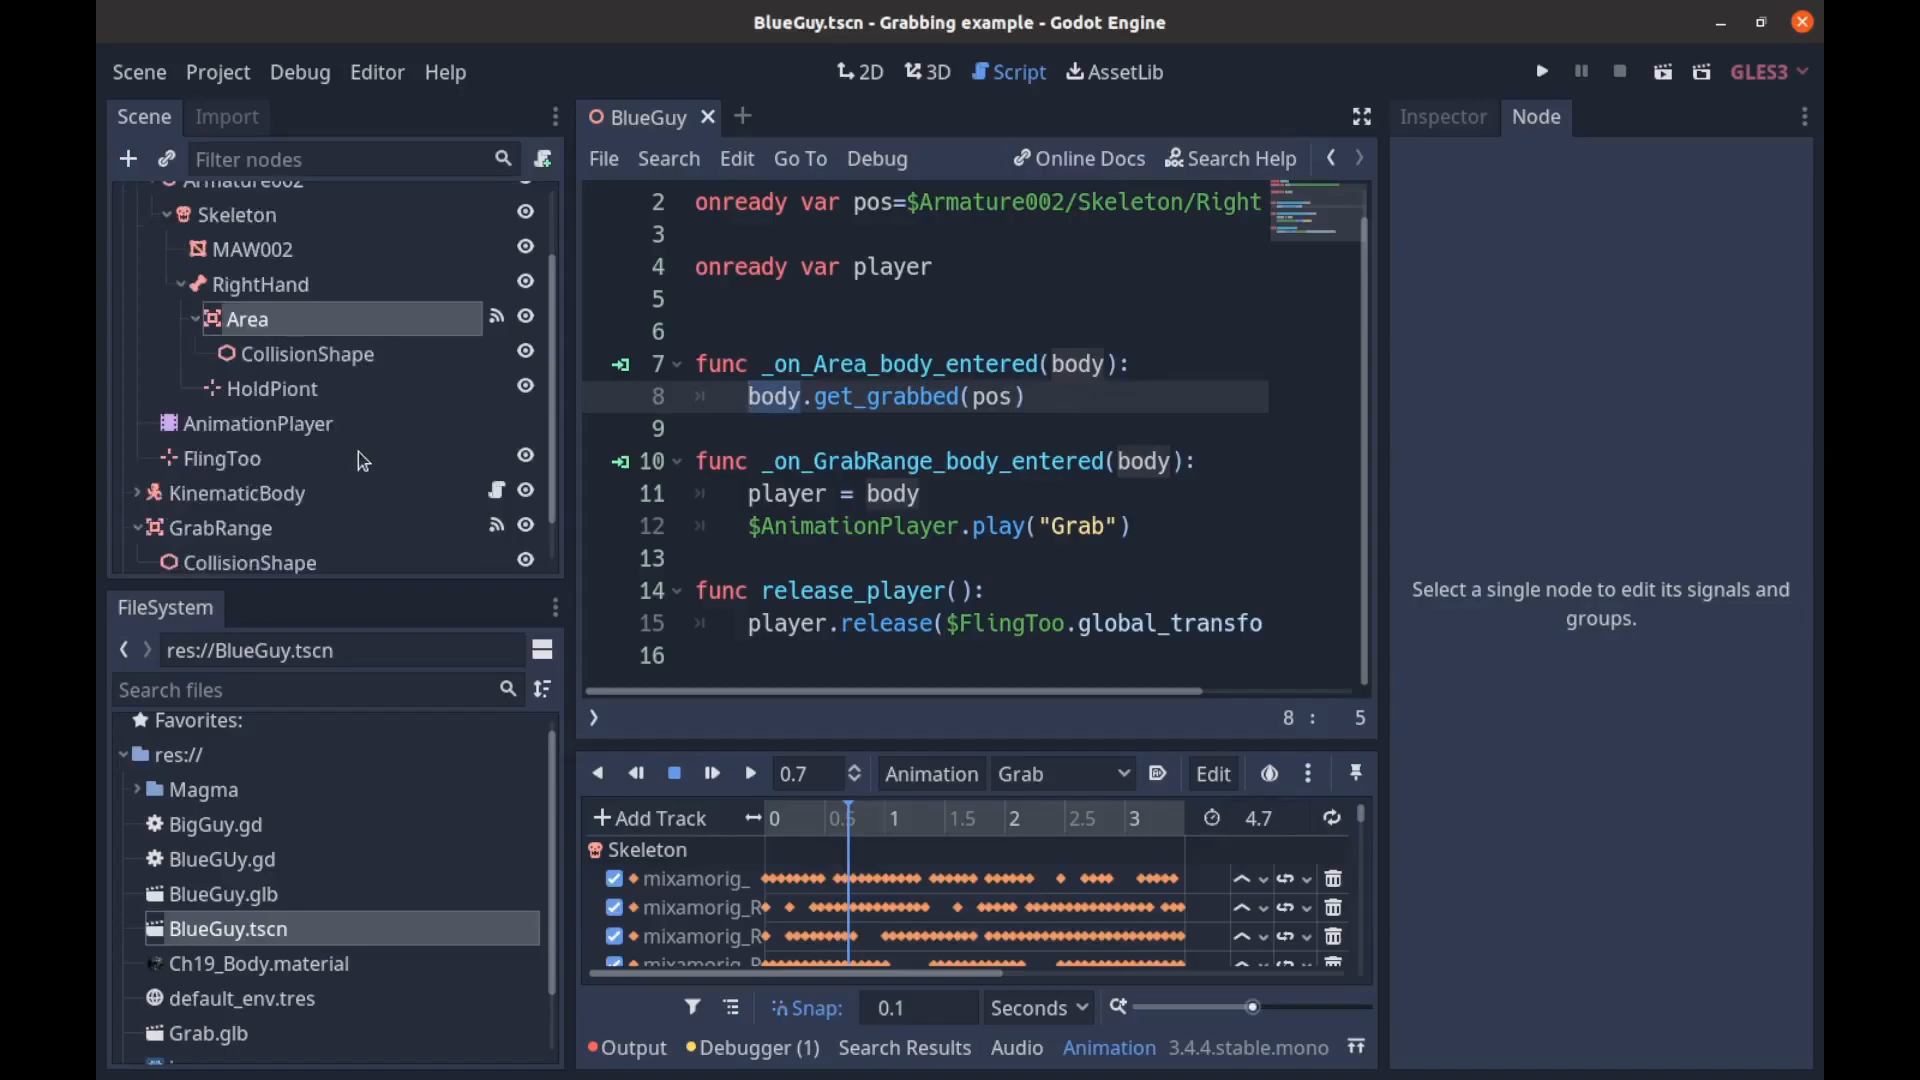 BlueGuy.tscn - Grabbing example - Godot Engine
Scene Project Debug Editor Help
2D 3D Script AssetLib
GLES3
Scene Import
Filter nodes
Armature002
Skeleton
MAW002
RightHand
Area
CollisionShape
HoldPiont
AnimationPlayer
FlingToo
KinematicBody
GrabRange
CollisionShape
FileSystem
res://BlueGuy.tscn
Search files
Favorites:
res://
Magma
BigGuy.gd
BlueGUy.gd
BlueGuy.glb
BlueGuy.tscn
Ch19_Body.material
default_env.tres
Grab.glb
BlueGuy
File Search Edit Go To Debug Online Docs Search Help
2 onready var pos=$Armature002/Skeleton/Right
3
4 onready var player
5
6
7 func _on_Area_body_entered(body):
8 body.get_grabbed(pos)
9
10 func _on_GrabRange_body_entered(body):
11 player = body
12 $AnimationPlayer.play("Grab")
13
14 func release_player():
15 player.release($FlingToo.global_transfo
16
8 : 5
0.7 Animation Grab Edit
Add Track 0 0.5 1 1.5 2 2.5 3 4.7
Skeleton
mixamorig_
mixamorig_R
mixamorig_R
mixamorig_R
Snap: 0.1 Seconds
Output Debugger (1) Search Results Audio Animation 3.4.4.stable.mono
Inspector Node
Select a single node to edit its signals and
groups.